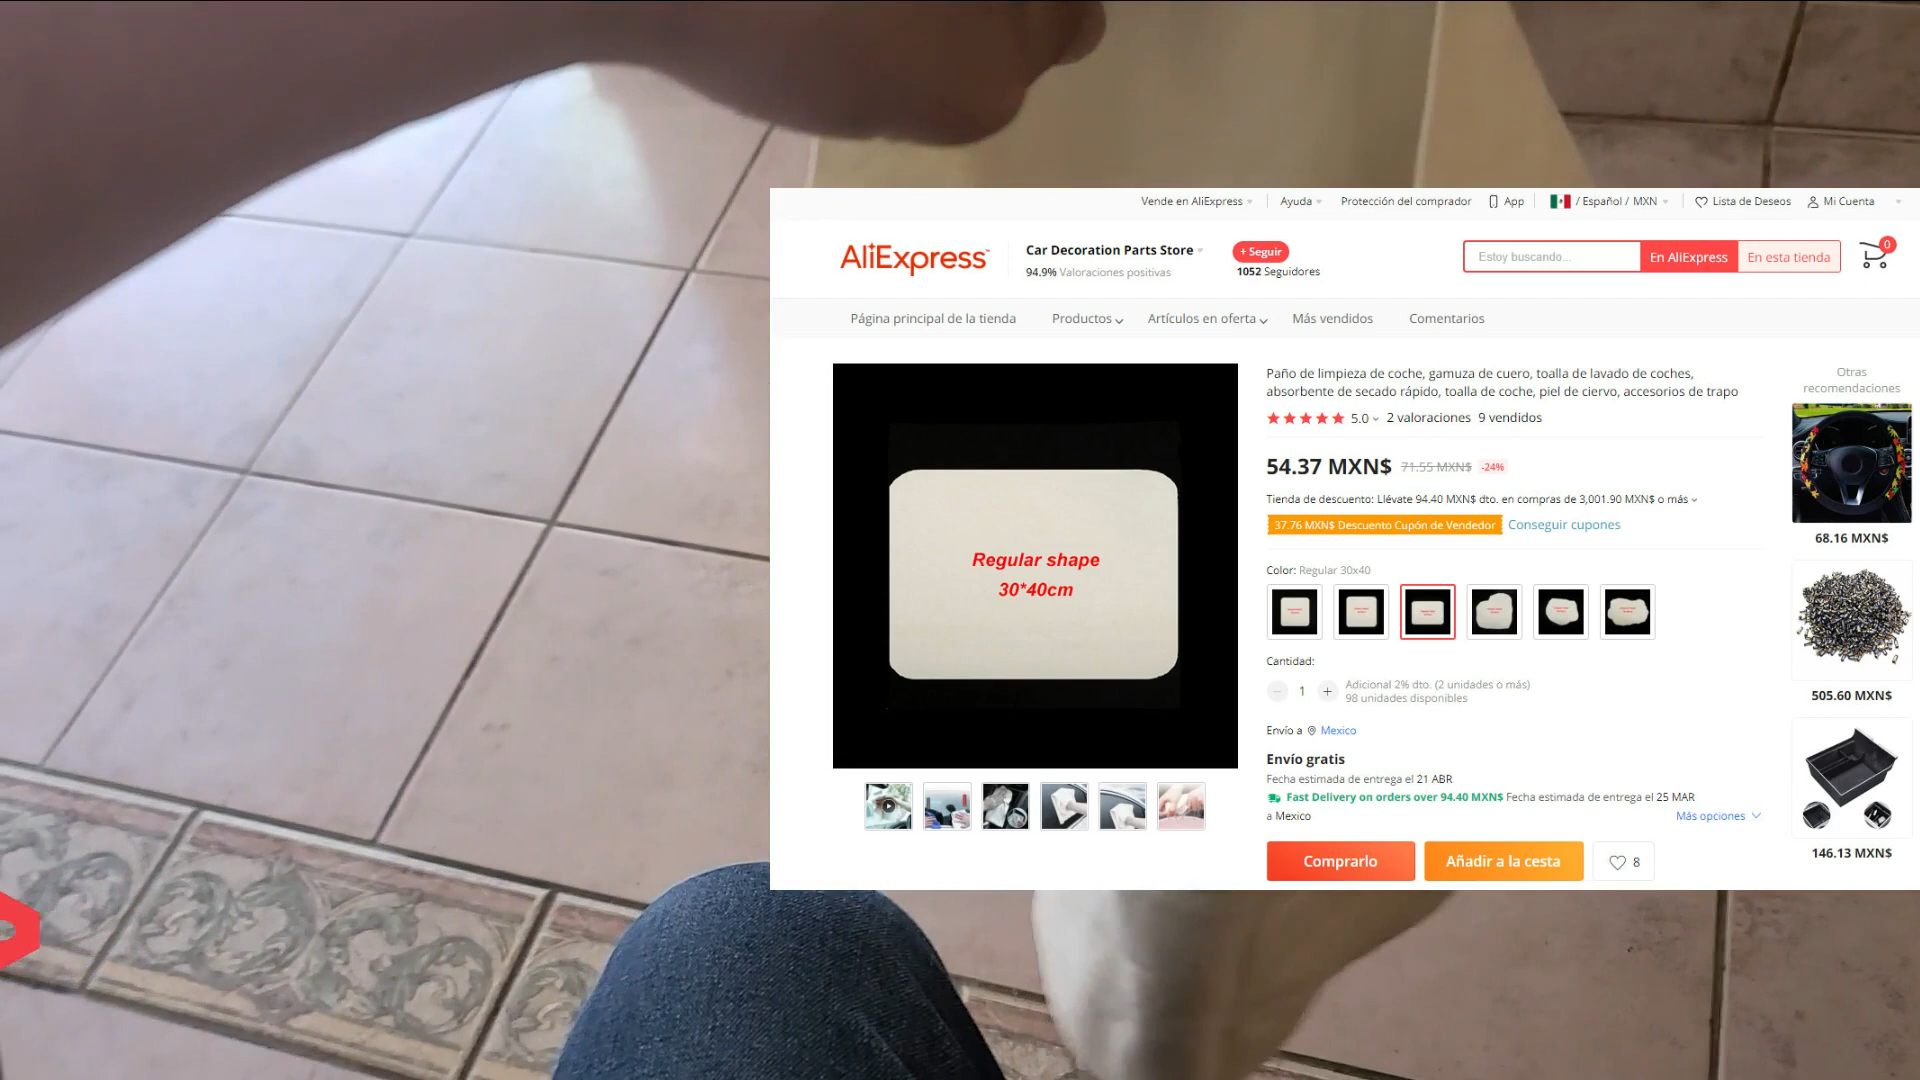 Vende en AliExpress
Ayuda
Protección del comprador
App
/ Español / MXN
Lista de Deseos
Mi Cuenta
AliExpress
Car Decoration Parts Store
+ Seguir
94.9% Valoraciones positivas
1052 Seguidores
Estoy buscando...
En AliExpress
En esta tienda
0
Página principal de la tienda
Productos
Artículos en oferta
Más vendidos
Comentarios
Regular shape
30*40cm
Paño de limpieza de coche, gamuza de cuero, toalla de lavado de coches,
absorbente de secado rápido, toalla de coche, piel de ciervo, accesorios de trapo
5.0 2 valoraciones 9 vendidos
54.37 MXN$ 71.55 MXN$ -24%
Tienda de descuento: Llévate 94.40 MXN$ dto. en compras de 3,001.90 MXN$ o más
37.76 MXN$ Descuento Cupón de Vendedor Conseguir cupones
Color: Regular 30x40
Cantidad:
1
Adicional 2% dto. (2 unidades o más)
98 unidades disponibles
Envío a Mexico
Envío gratis
Fecha estimada de entrega el 21 ABR
Fast Delivery on orders over 94.40 MXN$ Fecha estimada de entrega el 25 MAR
a Mexico
Más opciones
Comprarlo
Añadir a la cesta
8
Otras
recomendaciones
68.16 MXN$
505.60 MXN$
146.13 MXN$